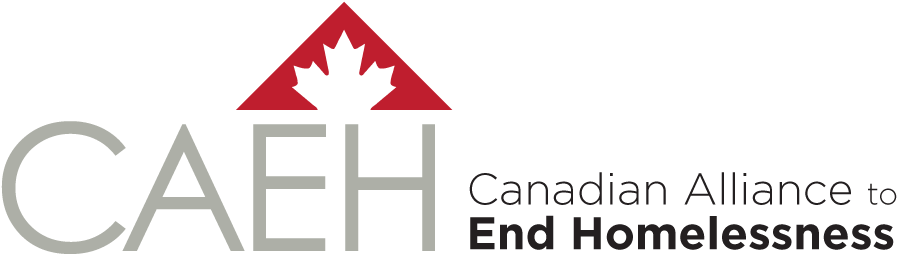 CAEH
Canadian Alliance to
End Homelessness